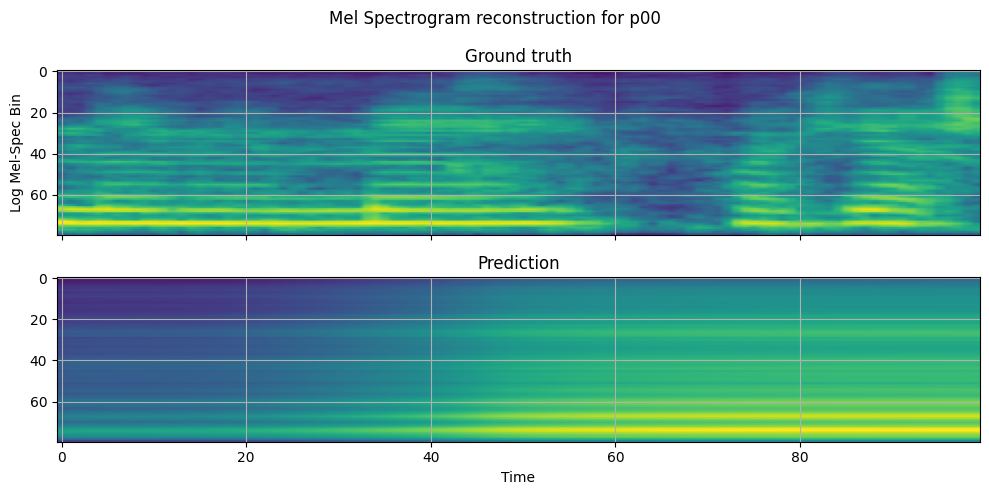 Mel Spectrogram reconstruction for p00
Ground truth
Log Mel-Spec Bin
0
20
40
60
Prediction
0
20
40
60
0 20 40 60 80
Time